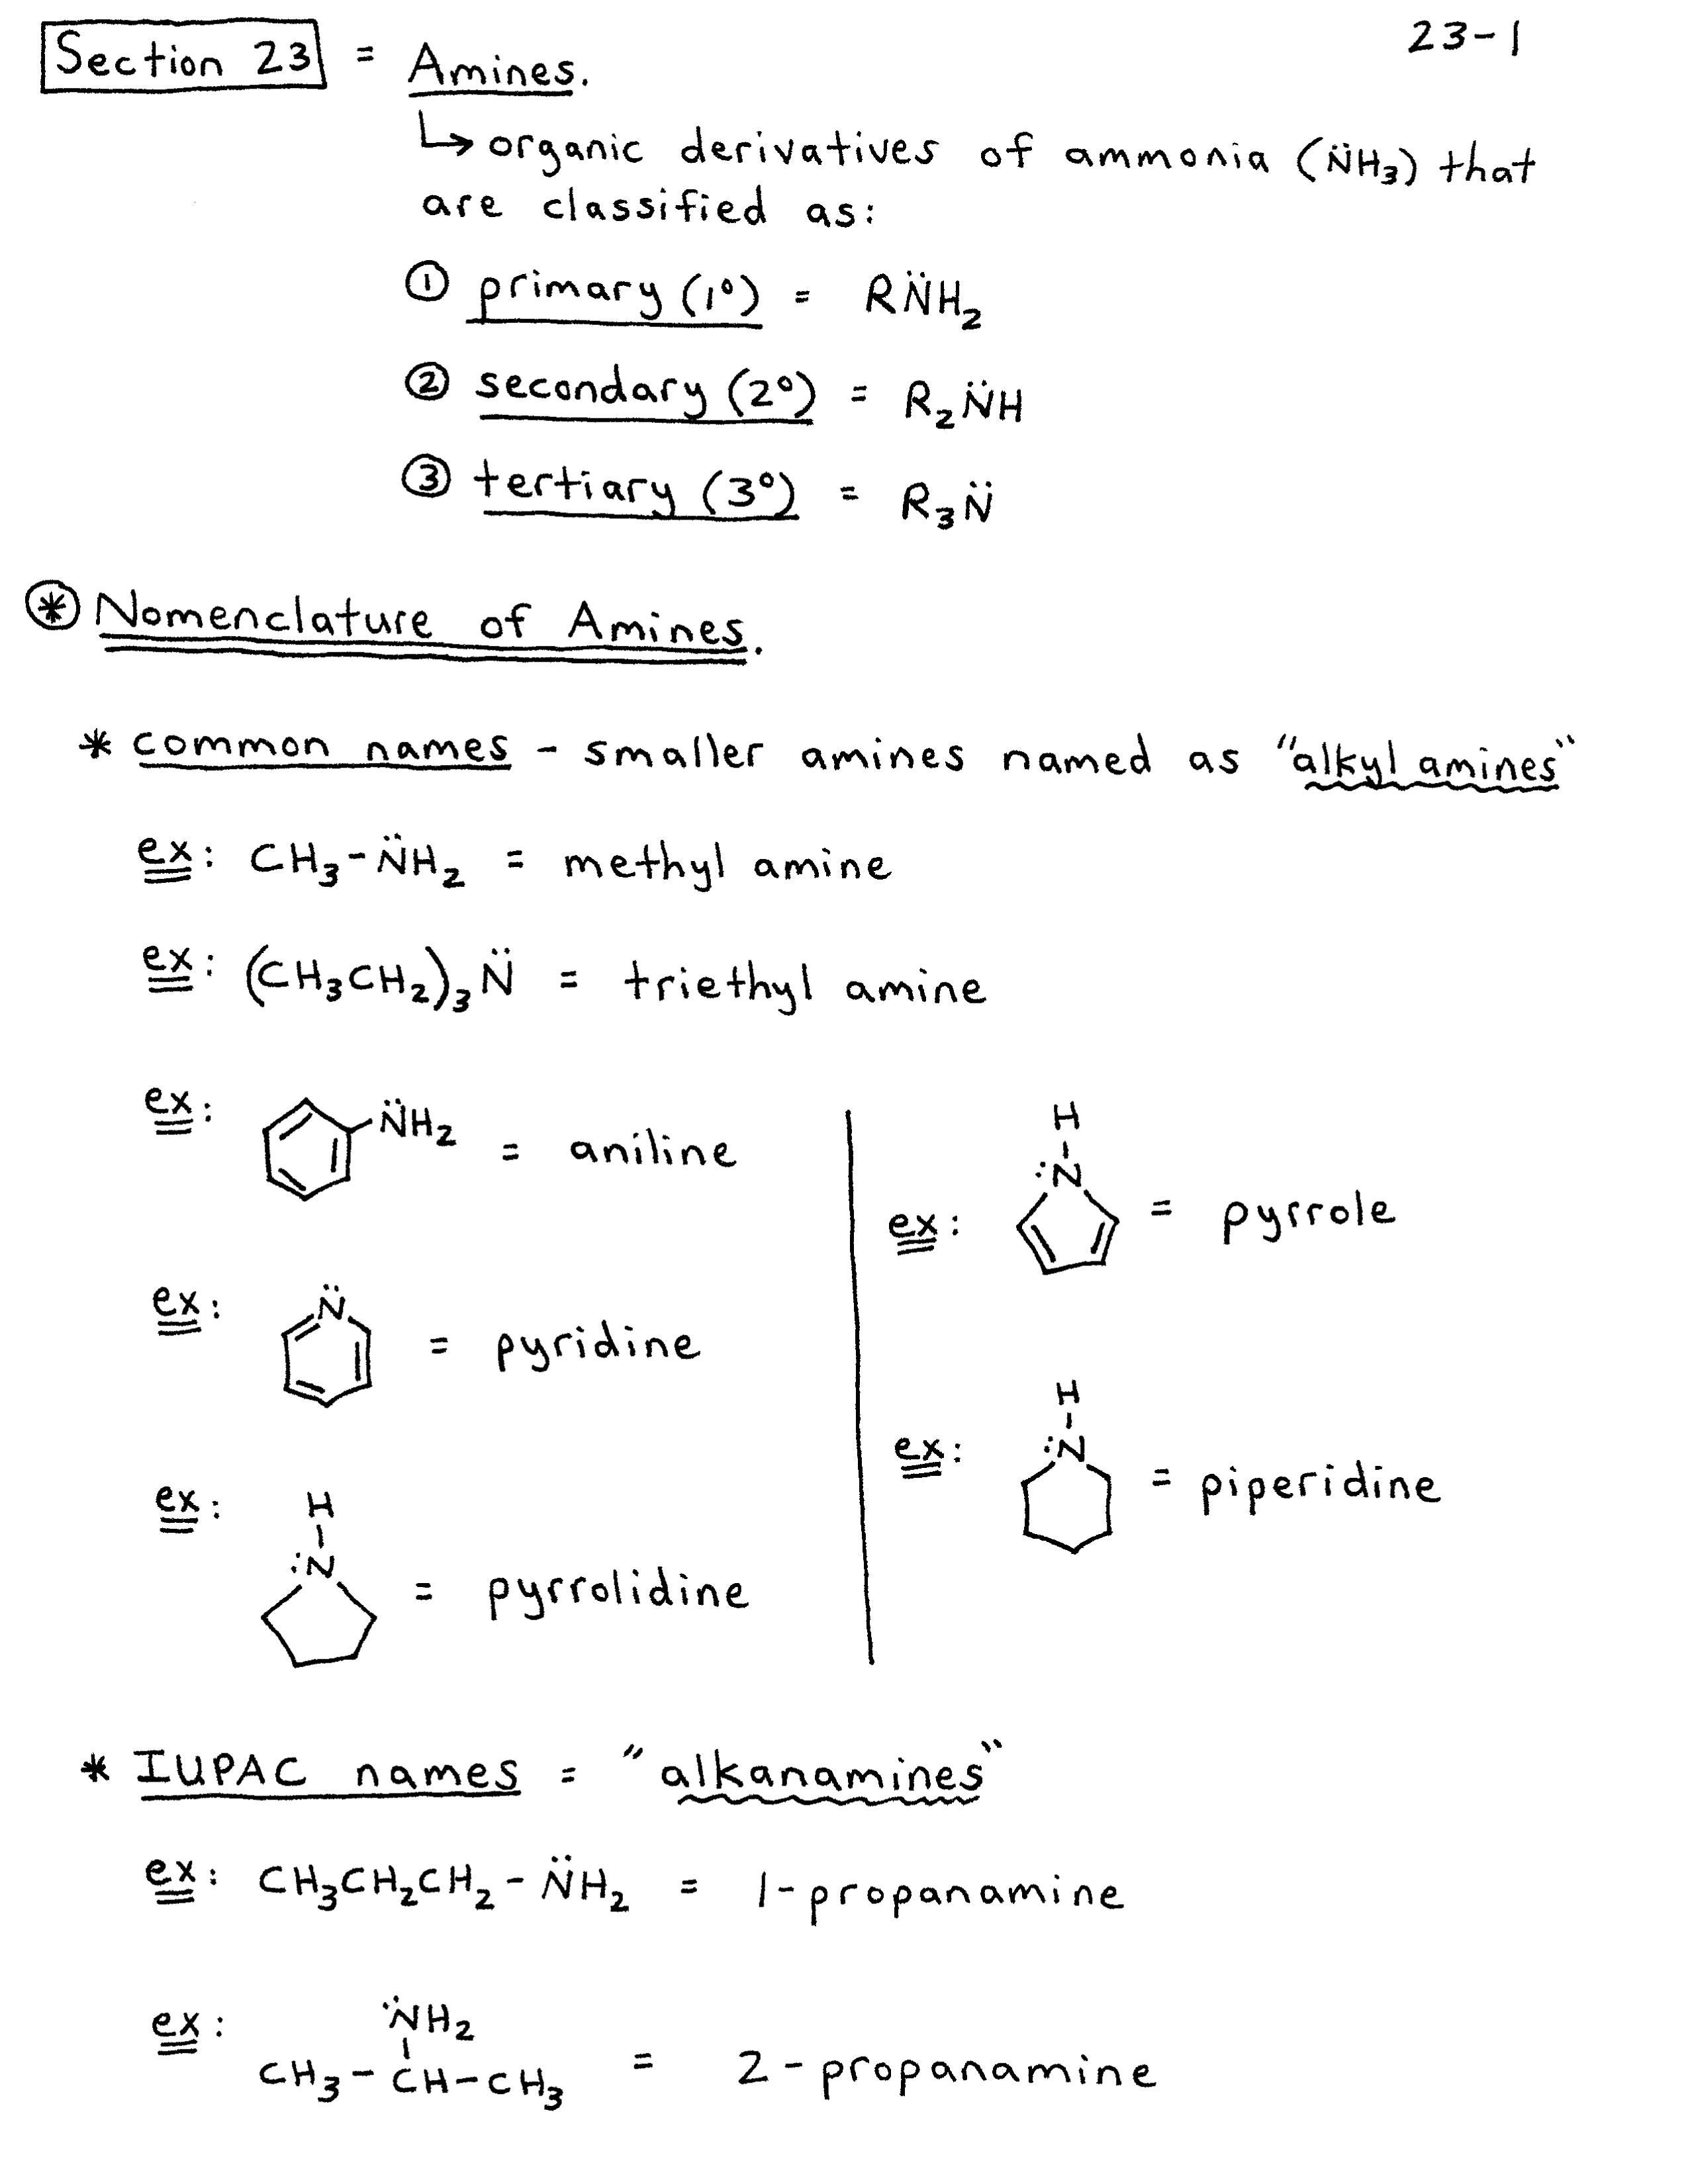 Section 23 = Amines.
23-1
↳ organic derivatives of ammonia (N̈H₃) that
are classified as:
① primary (1°) = RN̈H₂
② secondary (2°) = R₂N̈H
③ tertiary (3°) = R₃N̈
⊛ Nomenclature of Amines.
* common names - smaller amines named as "alkyl amines"
ex: CH₃-N̈H₂ = methyl amine
ex: (CH₃CH₂)₃N̈ = triethyl amine
ex: N̈H₂ = aniline
ex: N̈ = pyridine
ex: H
:N
= pyrrolidine
H
:N
ex: = pyrrole
H
:N
ex: = piperidine
* IUPAC names = "alkanamines"
ex: CH₃CH₂CH₂-N̈H₂ = 1-propanamine
ex: N̈H₂
CH₃-CH-CH₃ = 2-propanamine